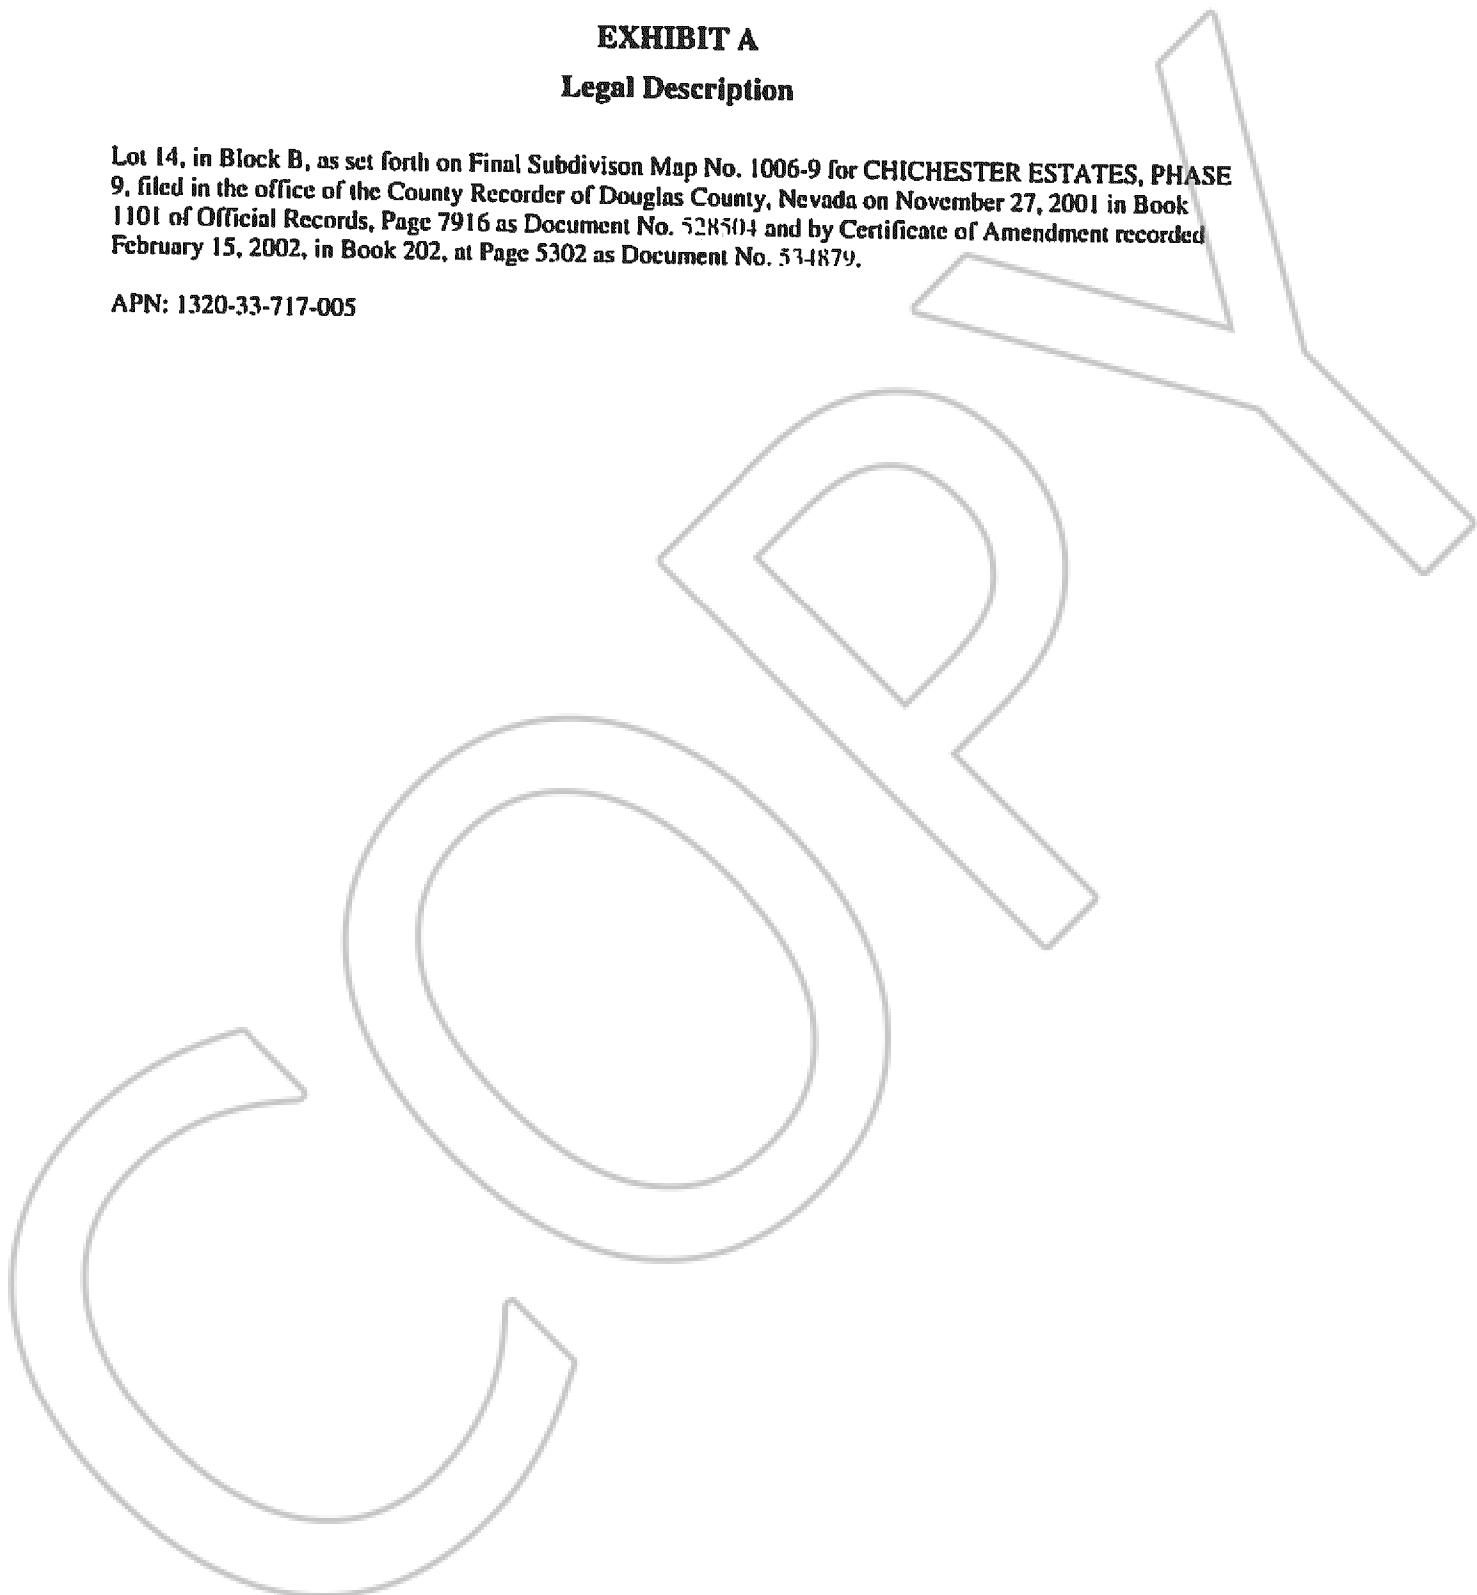 EXHIBIT A
Legal Description
Lot 14, in Block B, as set forth on Final Subdivison Map No. 1006-9 for CHICHESTER ESTATES, PHASE
9, filed in the office of the County Recorder of Douglas County, Nevada on November 27, 2001 in Book
1101 of Official Records, Page 7916 as Document No. 528504 and by Certificate of Amendment recorded
February 15, 2002, in Book 202, at Page 5302 as Document No. 534879.
APN: 1320-33-717-005
COPY